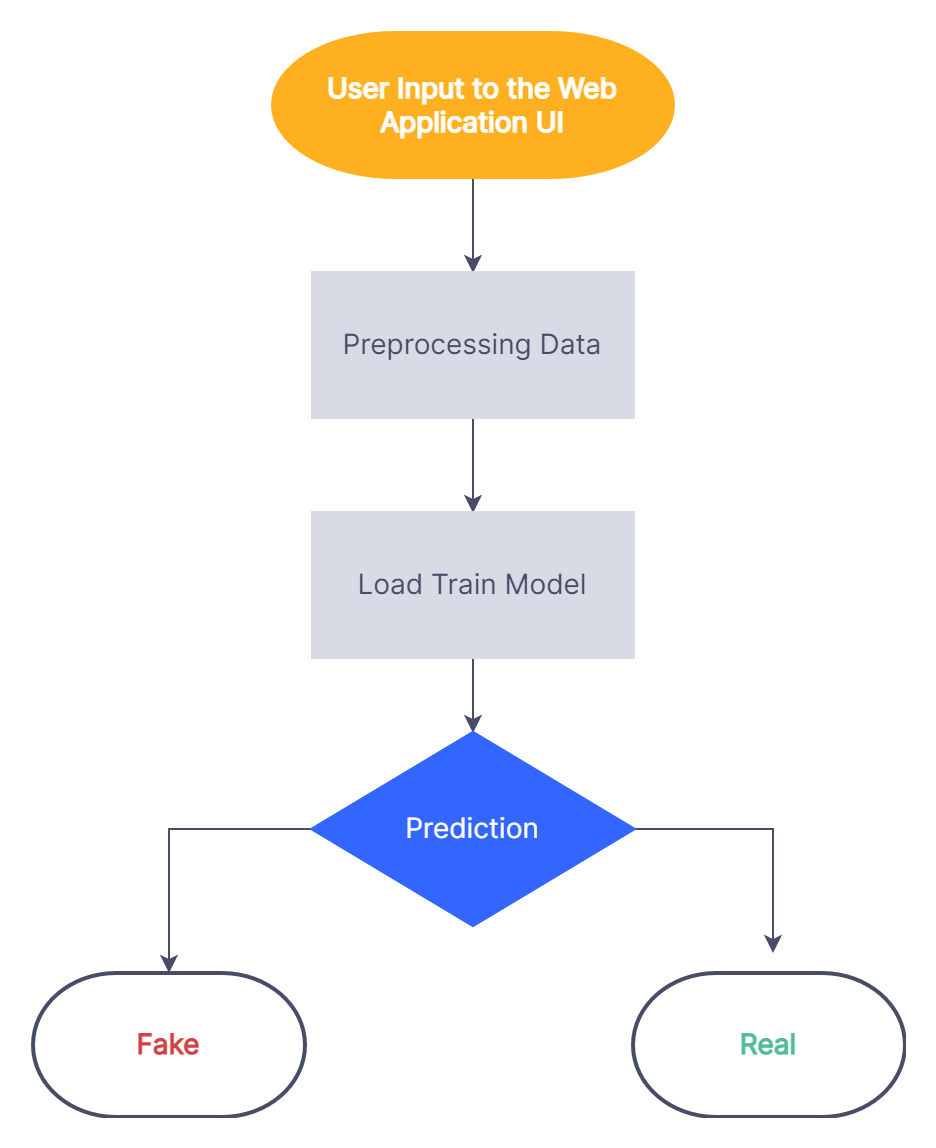 User Input to the Web
Application UI
Preprocessing Data
Load Train Model
Prediction
Fake
Real